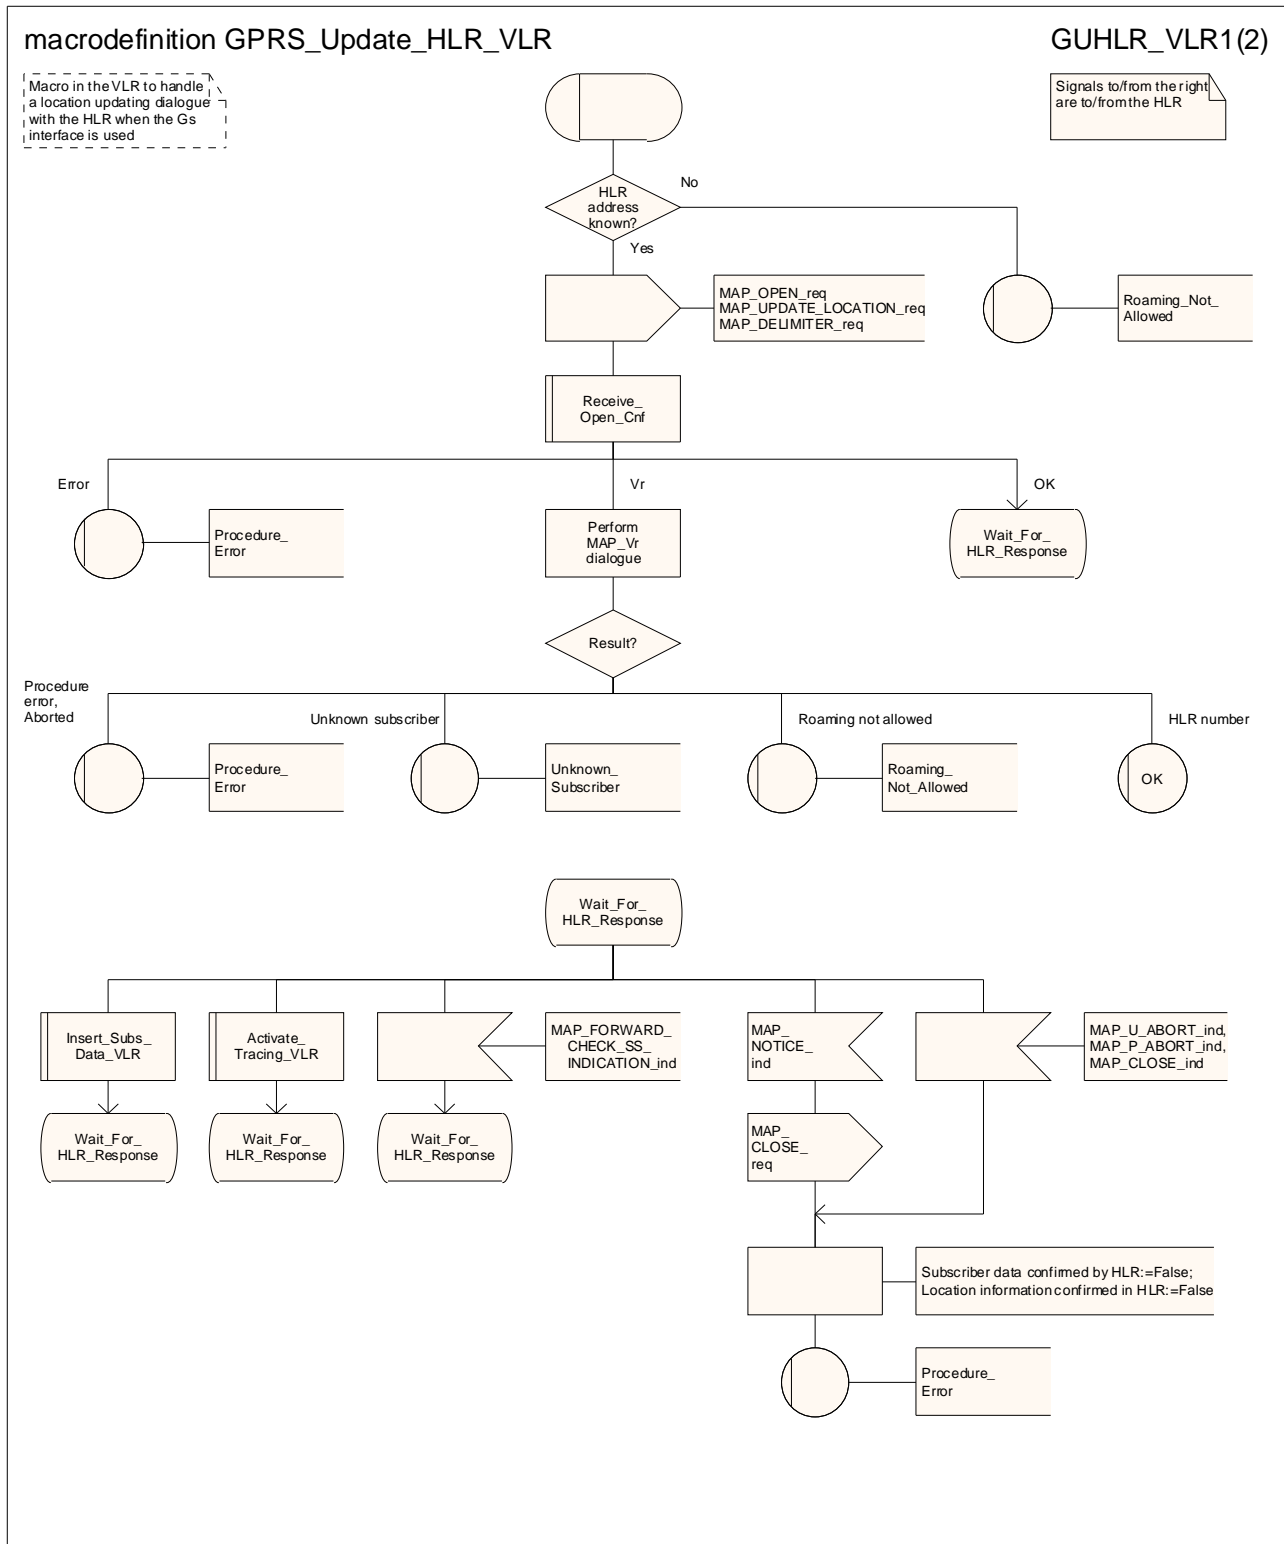 macrodefinition GPRS_Update_HLR_VLR
GUHLR_VLR1(2)
Macro in the VLR to handle
a location updating dialogue
with the HLR when the Gs
interface is used
Signals to/from the right
are to/from the HLR
HLR
address
known?
No
Yes
MAP_OPEN_req
MAP_UPDATE_LOCATION_req
MAP_DELIMITER_req
Roaming_Not_
Allowed
Receive_
Open_Cnf
Error
Vr
OK
Procedure_
Error
Perform
MAP_Vr
dialogue
Wait_For_
HLR_Response
Result?
Procedure
error,
Aborted
Unknown subscriber
Roaming not allowed
HLR number
Procedure_
Error
Unknown_
Subscriber
Roaming_
Not_Allowed
OK
Wait_For_
HLR_Response
Insert_Subs_
Data_VLR
Activate_
Tracing_VLR
MAP_FORWARD_
CHECK_SS_
INDICATION_ind
MAP_
NOTICE_
ind
MAP_U_ABORT_ind,
MAP_P_ABORT_ind,
MAP_CLOSE_ind
Wait_For_
HLR_Response
Wait_For_
HLR_Response
Wait_For_
HLR_Response
MAP_
CLOSE_
req
Subscriber data confirmed by HLR:=False;
Location information confirmed in HLR:=False
Procedure_
Error